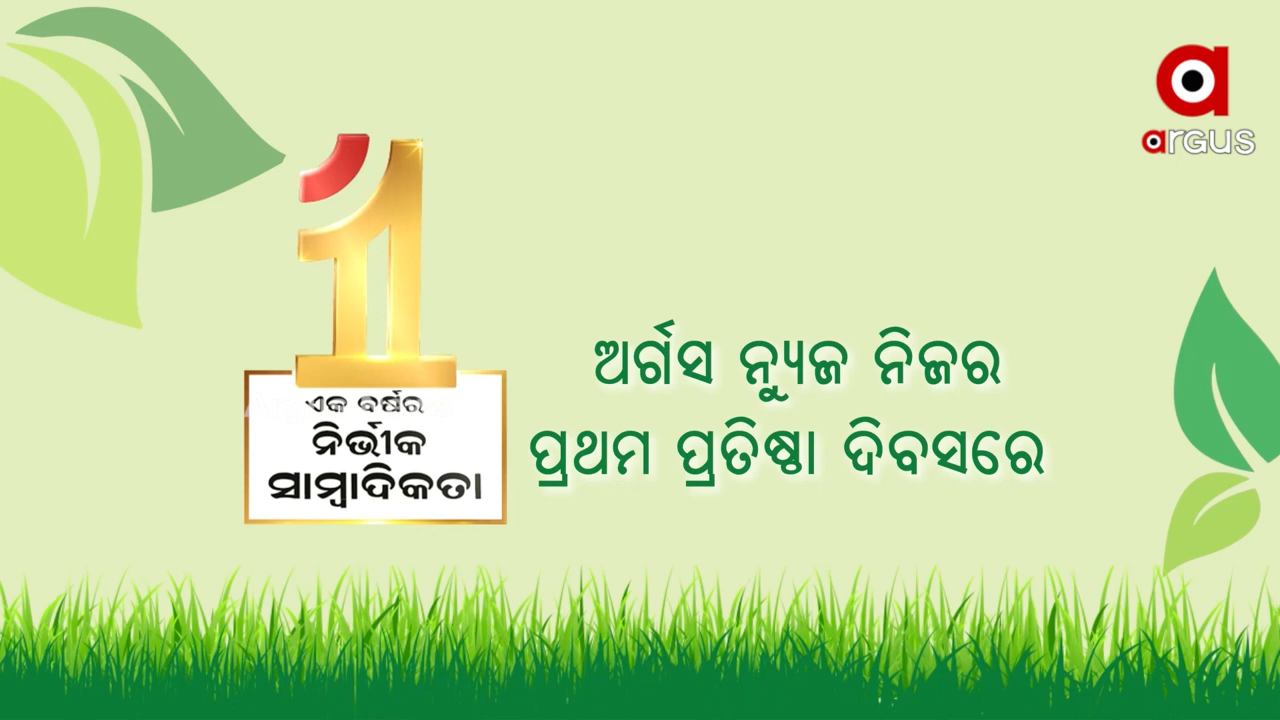 argus
1
ଏକ ବର୍ଷର
ନିର୍ଭୀକ
ସାମ୍ବାଦିକତା
ଅର୍ଗସ ନ୍ୟୁଜ ନିଜର
ପ୍ରଥମ ପ୍ରତିଷ୍ଠା ଦିବସରେ